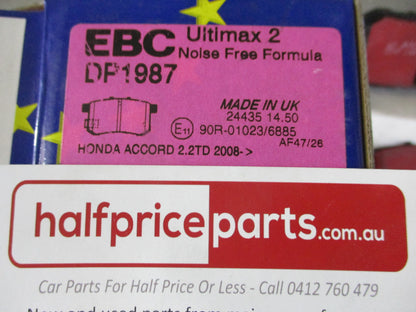 EBC Ultimax 2
Noise Free Formula
DP1987
MADE IN UK
24435 14.50
E11 90R-01023/6885
AF47/26
HONDA ACCORD 2.2TD 2008->
halfpriceparts.com.au
Car Parts For Half Price Or Less - Call 0412 760 479